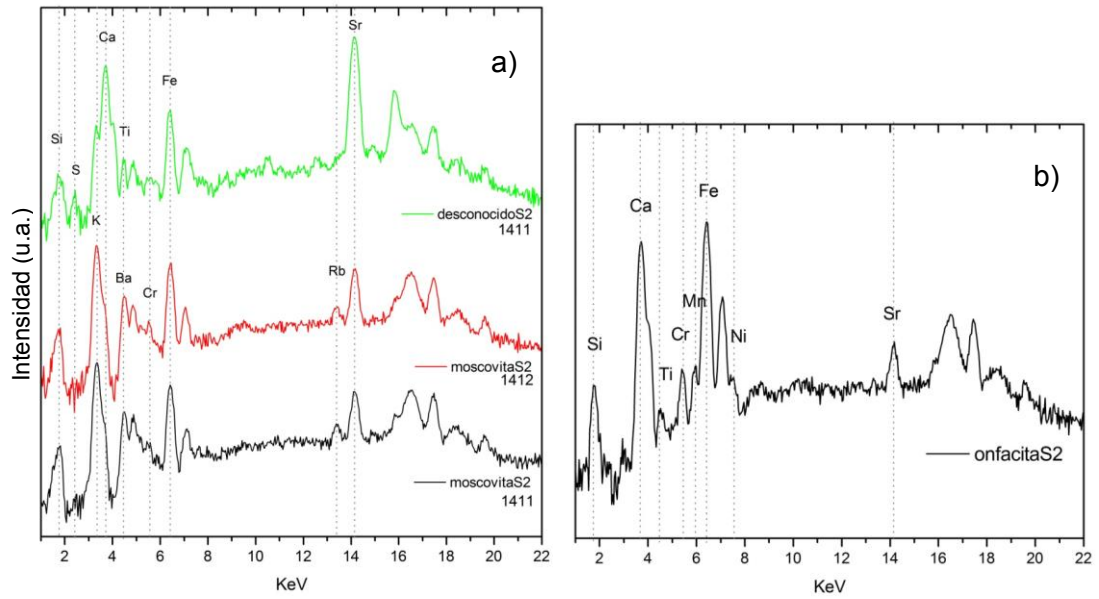 a)
Sr
Ca
Fe
Si
Ti
S
desconocidoS2
1411
K
Ba
Cr
Rb
moscovitaS2
1412
moscovitaS2
1411
Intensidad (u.a.)
2 4 6 8 10 12 14 16 18 20 22
KeV
b)
Fe
Ca
Mn
Si
Cr
Ni
Sr
Ti
onfacitaS2
2 4 6 8 10 12 14 16 18 20 22
KeV